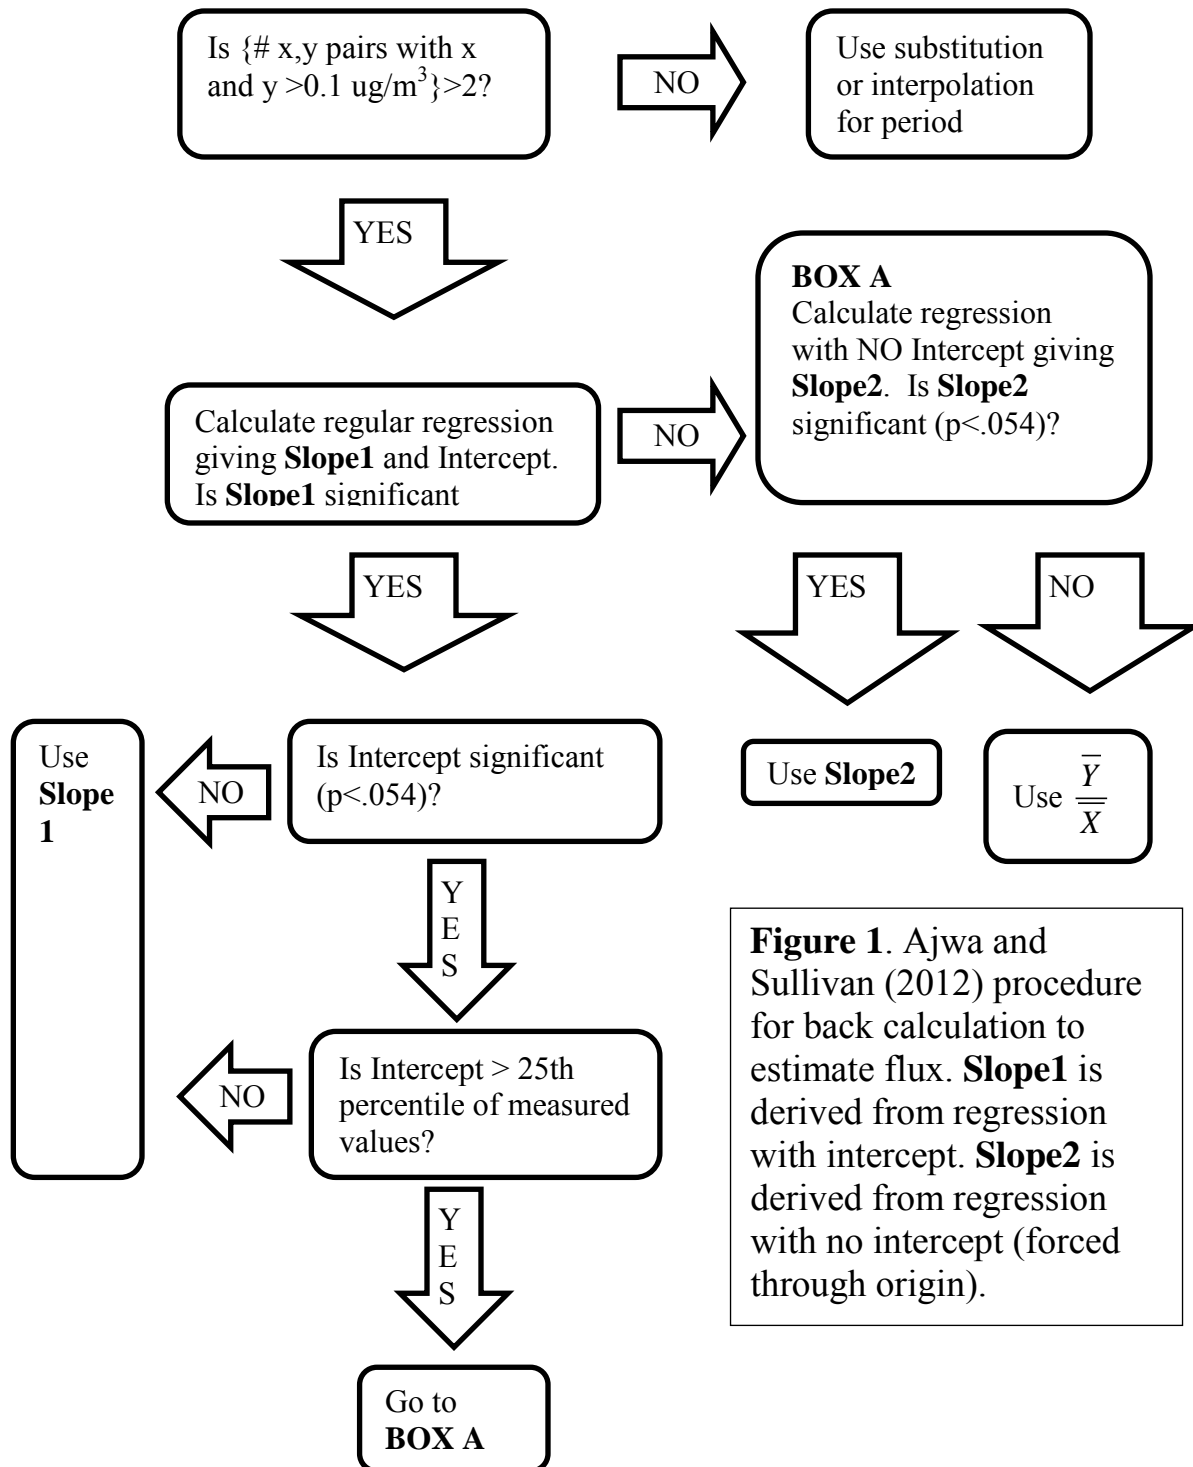 Is {# x,y pairs with x
and y >0.1 ug/m³}>2?
NO
Use substitution
or interpolation
for period
YES
BOX A
Calculate regression
with NO Intercept giving
Slope2.  Is Slope2
significant (p<.054)?
Calculate regular regression
giving Slope1 and Intercept.
Is Slope1 significant
NO
YES
YES
NO
Use
Slope
1
NO
Is Intercept significant
(p<.054)?
Use Slope2
Use Y̅/X̅
Y
E
S
NO
Is Intercept > 25th
percentile of measured
values?
Y
E
S
Go to
BOX A
Figure 1. Ajwa and
Sullivan (2012) procedure
for back calculation to
estimate flux. Slope1 is
derived from regression
with intercept. Slope2 is
derived from regression
with no intercept (forced
through origin).